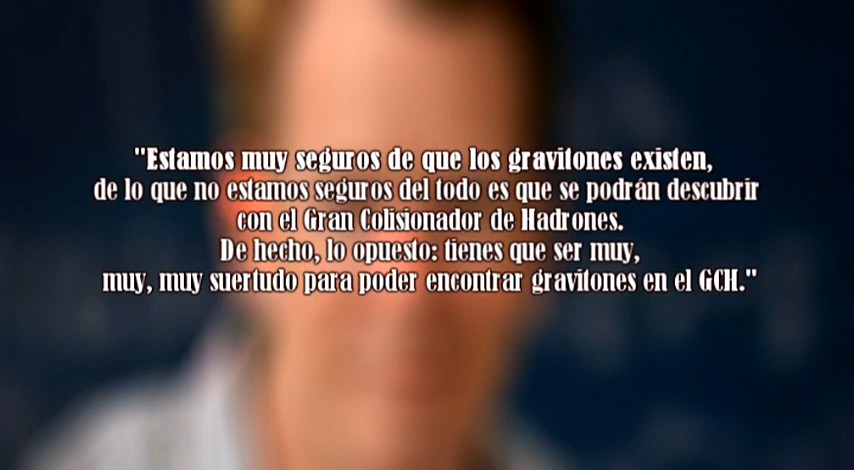 "Estamos muy seguros de que los gravitones existen,
de lo que no estamos seguros del todo es que se podrán descubrir
con el Gran Colisionador de Hadrones.
De hecho, lo opuesto: tienes que ser muy,
muy, muy suertudo para poder encontrar gravitones en el GCH."